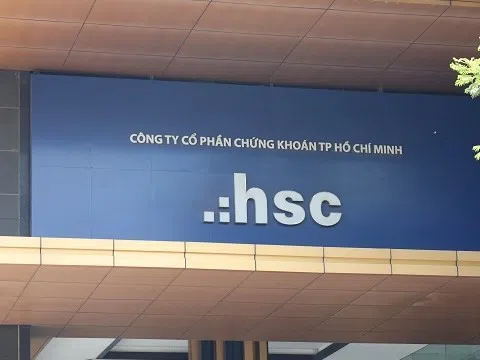 CÔNG TY CỔ PHẦN CHỨNG KHOÁN TP HỒ CHÍ MINH
.:hsc